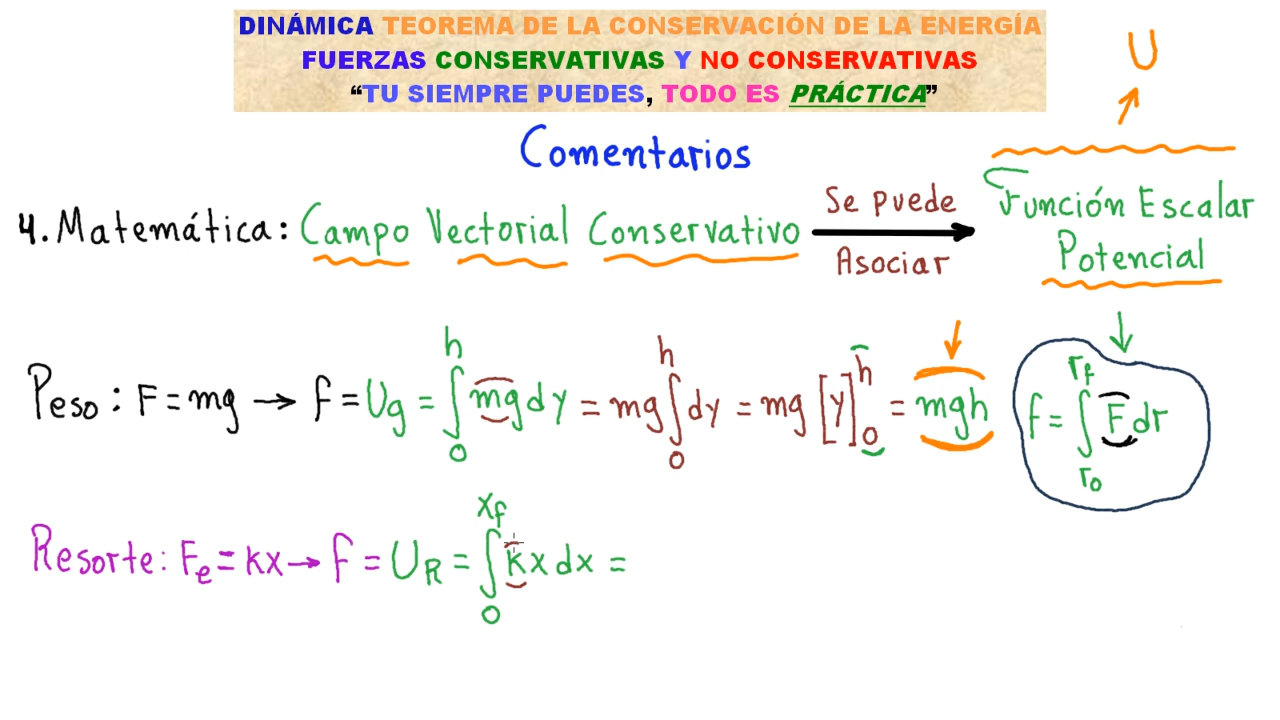 DINÁMICA TEOREMA DE LA CONSERVACIÓN DE LA ENERGÍA
FUERZAS CONSERVATIVAS Y NO CONSERVATIVAS
“TU SIEMPRE PUEDES, TODO ES PRÁCTICA”
U
Comentarios
4. Matemática: Campo Vectorial Conservativo Se puede Asociar Función Escalar Potencial
Peso: F = mg → f = Ug = ∫₀ʰ mg dy = mg ∫₀ʰ dy = mg [y]₀ʰ = mgh
f = ∫_{r₀}^{r_f} F dr
Resorte: Fe = kx → f = U_R = ∫₀^{x_f} kx dx =